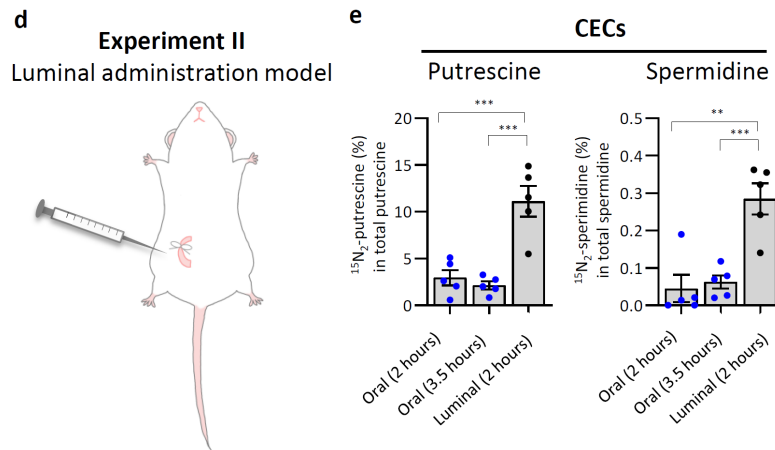 d
Experiment II
Luminal administration model
e
CECs
Putrescine
¹⁵N₂-putrescine (%)
in total putrescine
20
15
10
5
0
***
***
Oral (2 hours)
Oral (3.5 hours)
Luminal (2 hours)
Spermidine
¹⁵N₂-sperimidine (%)
in total spermidine
0.5
0.4
0.3
0.2
0.1
0.0
**
***
Oral (2 hours)
Oral (3.5 hours)
Luminal (2 hours)